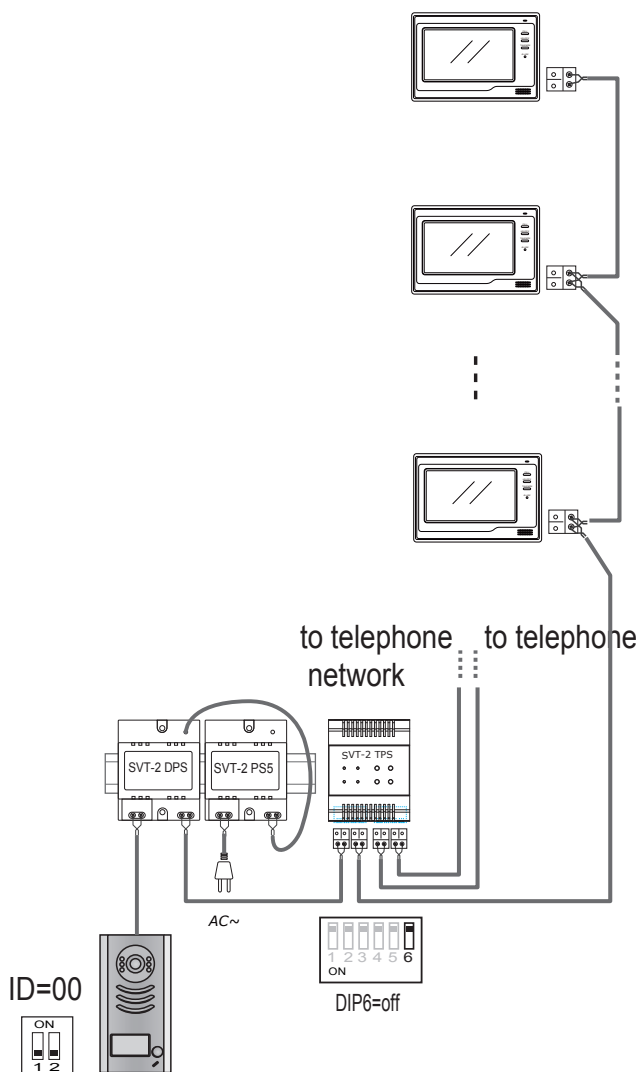 to telephone
network
to telephone
SVT-2 DPS
SVT-2 PS5
SVT-2 TPS
AC~
1 2 3 4 5 6
ON
DIP6=off
ID=00
ON
1 2